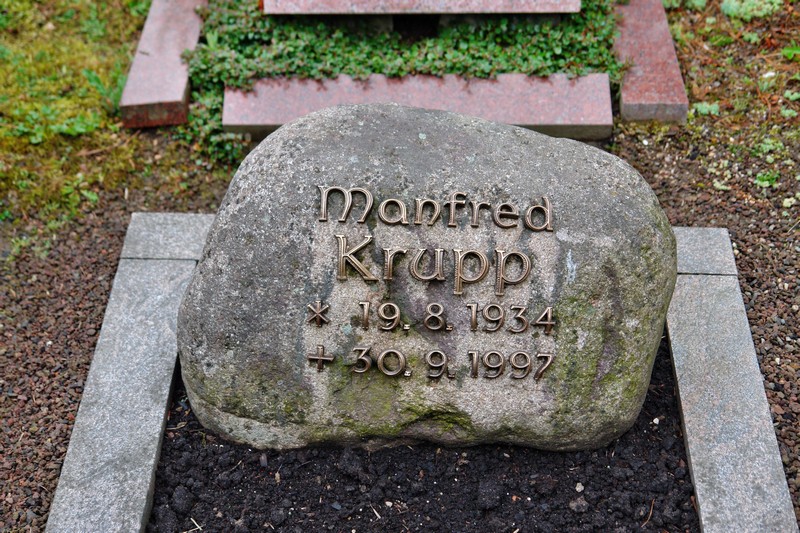 Manfred
Krupp
* 19. 8. 1934
+ 30. 9. 1997